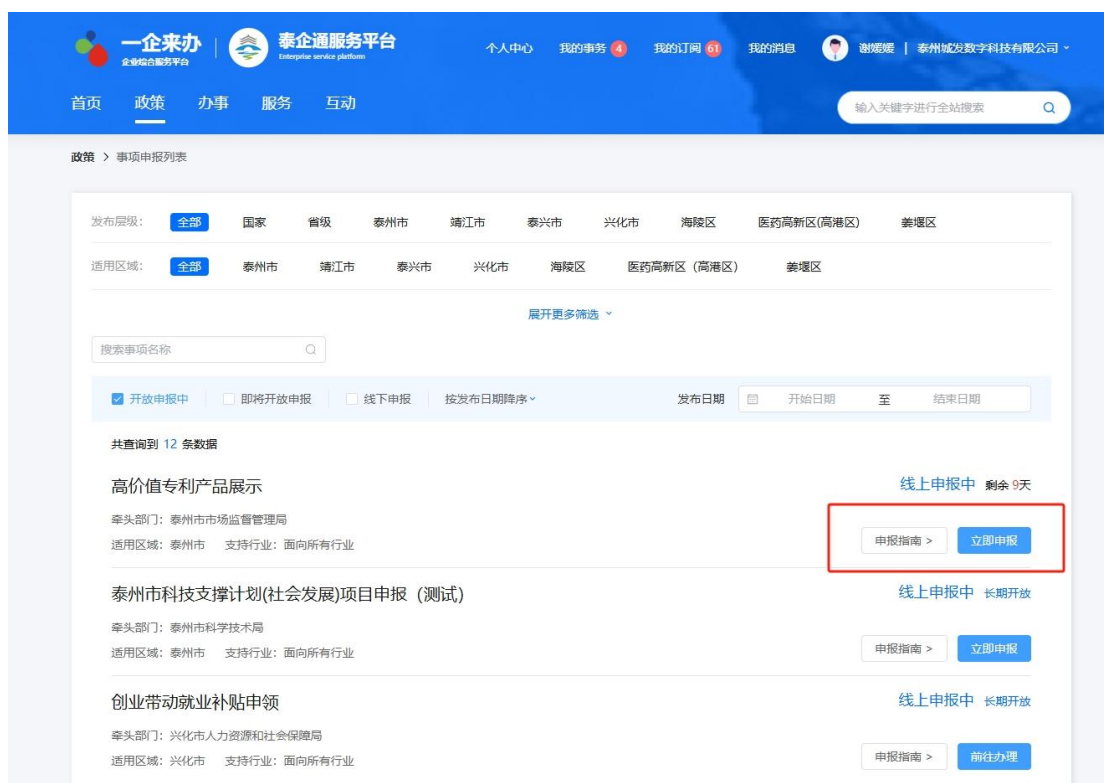 一企来办
企业综合服务平台
泰企通服务平台
Enterprise service platform
个人中心 我的事务 4 我的订阅 61 我的消息 谢媛媛 | 泰州城发数字科技有限公司
首页 政策 办事 服务 互动
输入关键字进行全站搜索
政策 > 事项申报列表
发布层级: 全部 国家 省级 泰州市 靖江市 泰兴市 兴化市 海陵区 医药高新区(高港区) 姜堰区
适用区域: 全部 泰州市 靖江市 泰兴市 兴化市 海陵区 医药高新区（高港区） 姜堰区
展开更多筛选
搜索事项名称
开放申报中 即将开放申报 线下申报 按发布日期降序 发布日期 开始日期 至 结束日期
共查询到 12 条数据
高价值专利产品展示 线上申报中 剩余 9天
牵头部门：泰州市市场监督管理局
适用区域：泰州市 支持行业：面向所有行业 申报指南 > 立即申报
泰州市科技支撑计划(社会发展)项目申报（测试） 线上申报中 长期开放
牵头部门：泰州市科学技术局
适用区域：泰州市 支持行业：面向所有行业 申报指南 > 立即申报
创业带动就业补贴申领 线上申报中 长期开放
牵头部门：兴化市人力资源和社会保障局
适用区域：兴化市 支持行业：面向所有行业 申报指南 > 前往办理